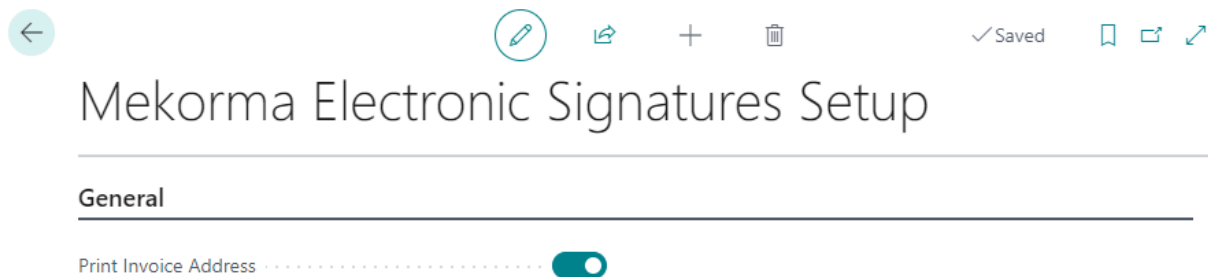 Saved
Mekorma Electronic Signatures Setup
General
Print Invoice Address